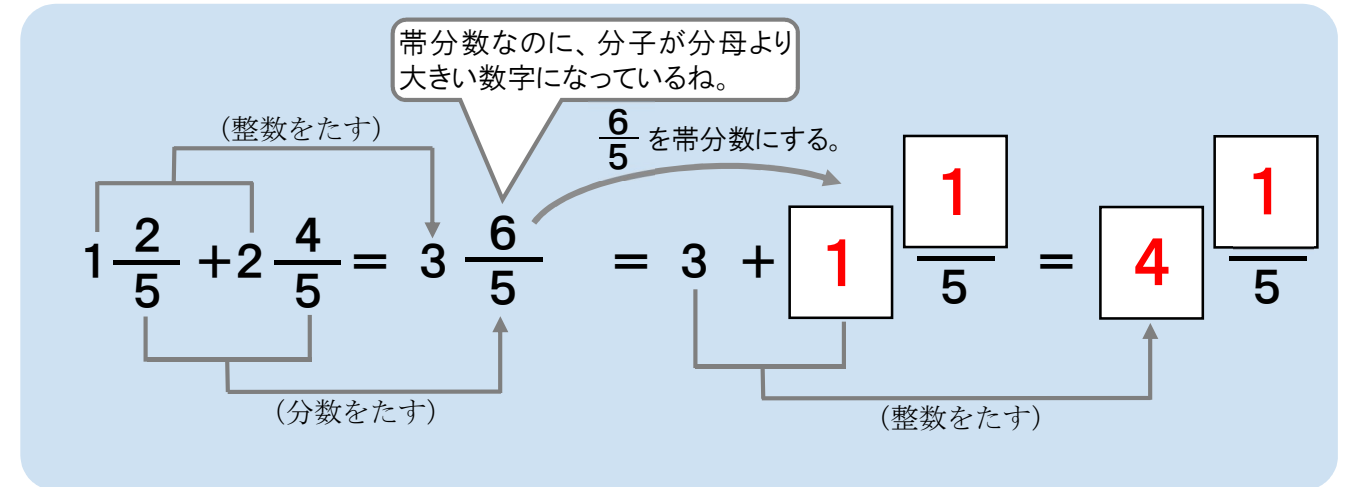 帯分数なのに、分子が分母より
大きい数字になっているね。
(整数をたす)
6/5 を帯分数にする。
1 2/5 + 2 4/5 = 3 6/5 = 3 + 1 1/5 = 4 1/5
(分数をたす)
(整数をたす)